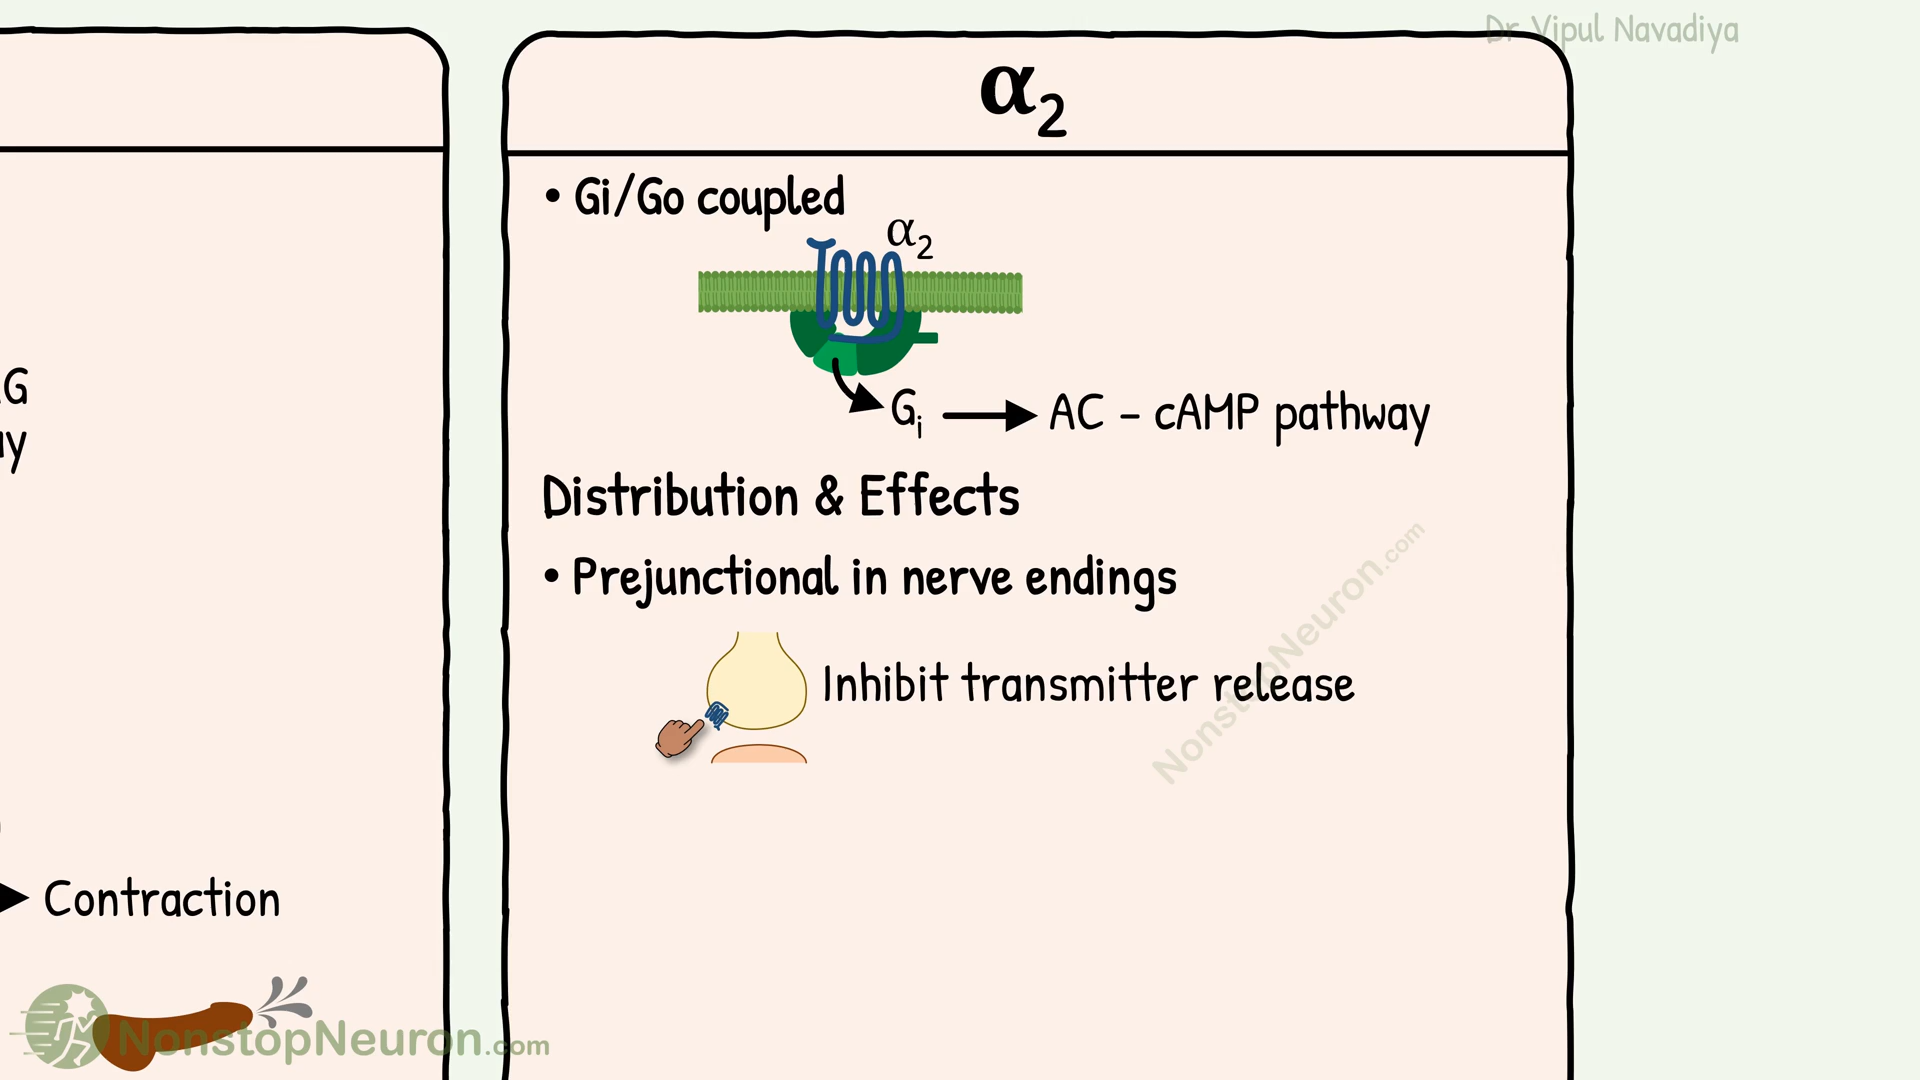 Dr Vipul Navadiya
α2
• Gi/Go coupled
α2
Gi
AC – cAMP pathway
Distribution & Effects
• Prejunctional in nerve endings
Inhibit transmitter release
NonstopNeuron.com
Contraction
NonstopNeuron.com